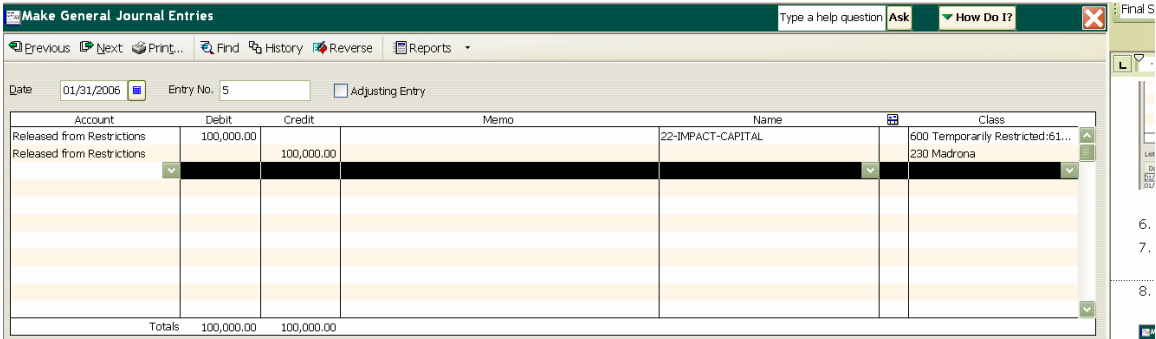 Make General Journal Entries Type a help question Ask How Do I? Final S
Previous Next Print... Find History Reverse Reports
L
Date 01/31/2006 Entry No. 5 Adjusting Entry
Account Debit Credit Memo Name Class
Released from Restrictions 100,000.00 22-IMPACT-CAPITAL 600 Temporarily Restricted:61...
Released from Restrictions 100,000.00 230 Madrona
6.
7.
8.
Totals 100,000.00 100,000.00